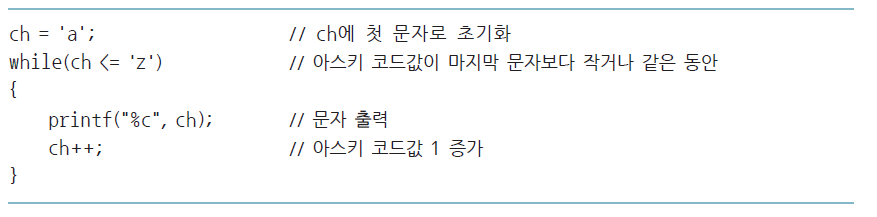 ch = 'a'; // ch에 첫 문자로 초기화
while(ch <= 'z') // 아스키 코드값이 마지막 문자보다 작거나 같은 동안
{
printf("%c", ch); // 문자 출력
ch++; // 아스키 코드값 1 증가
}